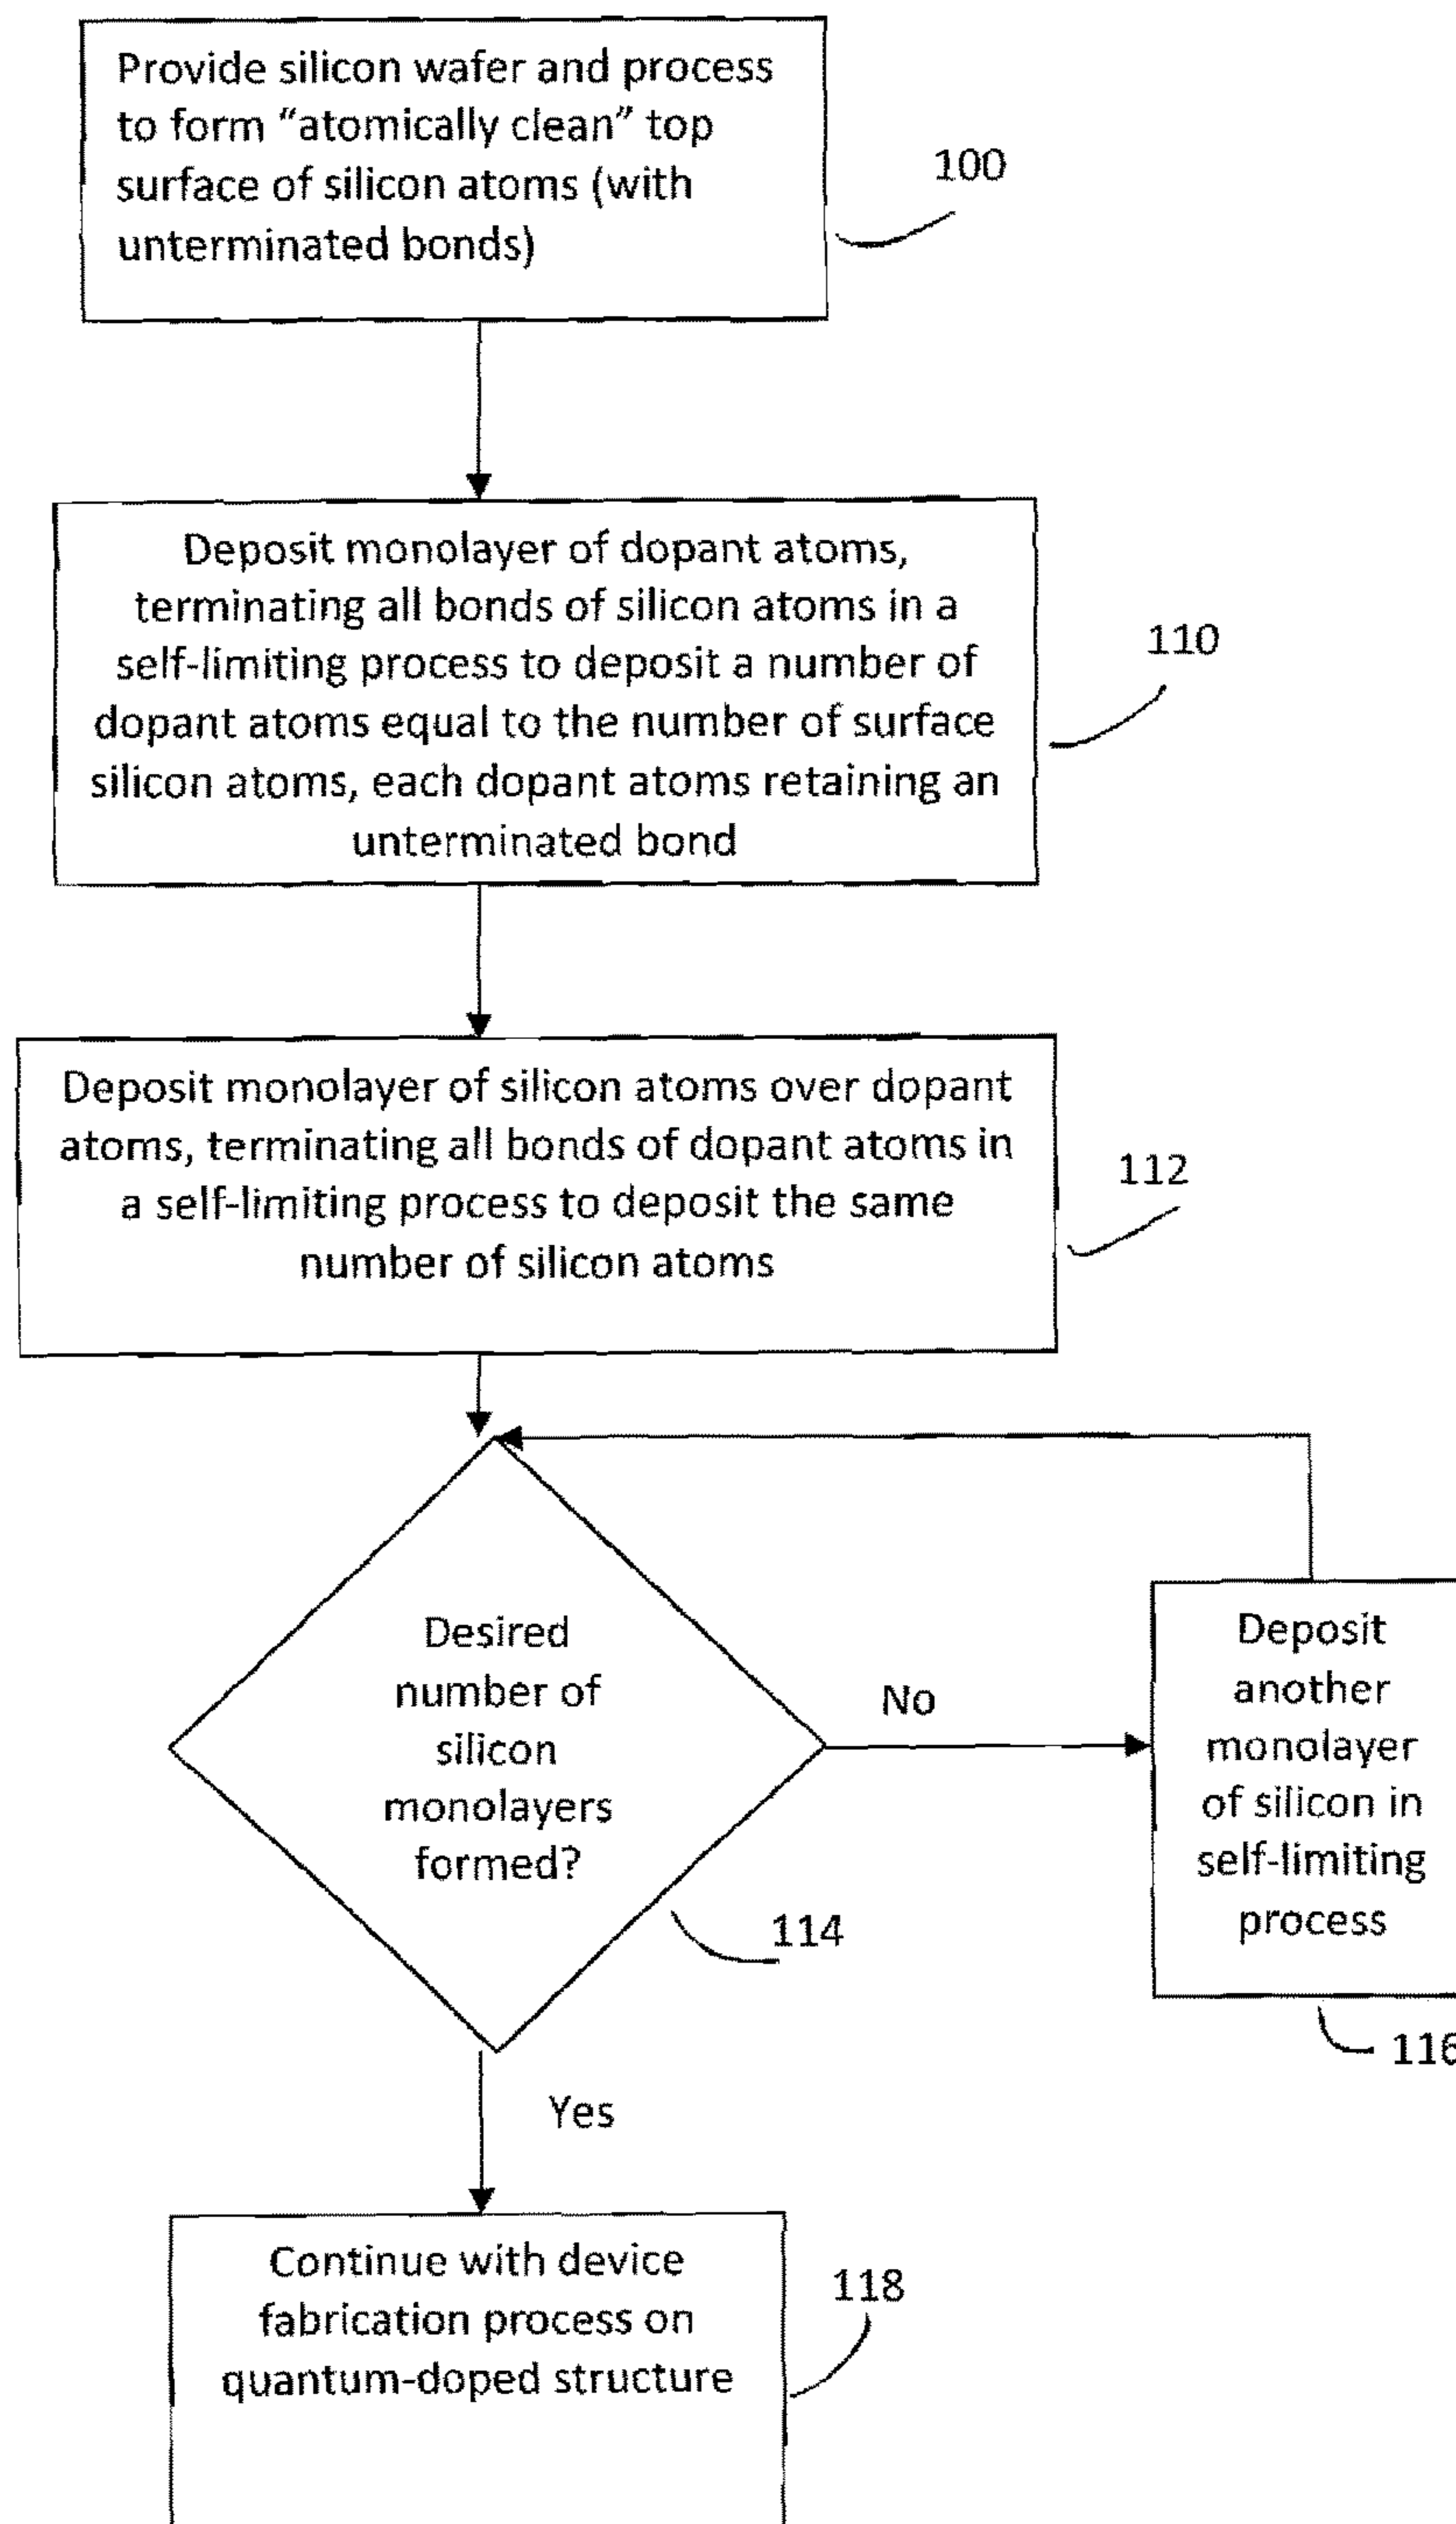 Provide silicon wafer and process
to form “atomically clean” top
surface of silicon atoms (with
unterminated bonds)
100
Deposit monolayer of dopant atoms,
terminating all bonds of silicon atoms in a
self-limiting process to deposit a number of
dopant atoms equal to the number of surface
silicon atoms, each dopant atoms retaining an
unterminated bond
110
Deposit monolayer of silicon atoms over dopant
atoms, terminating all bonds of dopant atoms in
a self-limiting process to deposit the same
number of silicon atoms
112
Desired
number of
silicon
monolayers
formed?
114
No
Deposit
another
monolayer
of silicon in
self-limiting
process
116
Yes
Continue with device
fabrication process on
quantum-doped structure
118